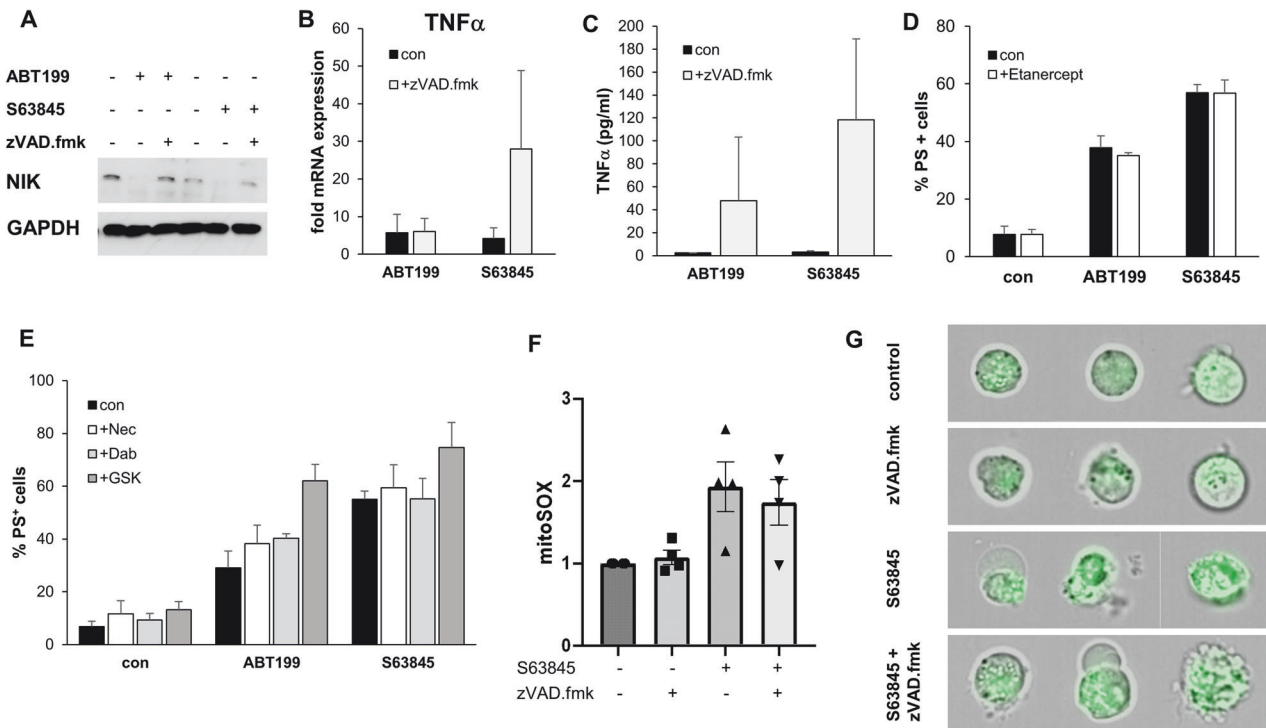 A
ABT199 - + + - - -
S63845 - - - - + +
zVAD.fmk - - + - - +
NIK
GAPDH
B
TNFα
60
50
40
30
20
10
0
fold mRNA expression
con
+zVAD.fmk
ABT199 S63845
C
200
180
160
140
120
100
80
60
40
20
0
TNFα (pg/ml)
con
+zVAD.fmk
ABT199 S63845
D
80
60
40
20
0
% PS + cells
con
+Etanercept
con ABT199 S63845
E
100
80
60
40
20
0
% PS⁺ cells
con
+Nec
+Dab
+GSK
con ABT199 S63845
F
3
2
1
0
mitoSOX
S63845 - - + +
zVAD.fmk - + - +
G
control
zVAD.fmk
S63845
S63845 +
zVAD.fmk